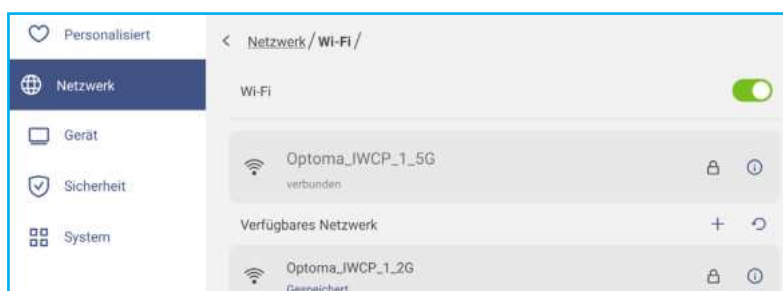 Personalisiert
< Netzwerk / Wi-Fi /
Netzwerk
Wi-Fi
Gerät
Optoma_IWCP_1_5G
verbunden
Sicherheit
Verfügbares Netzwerk
System
Optoma_IWCP_1_2G
Gespeichert